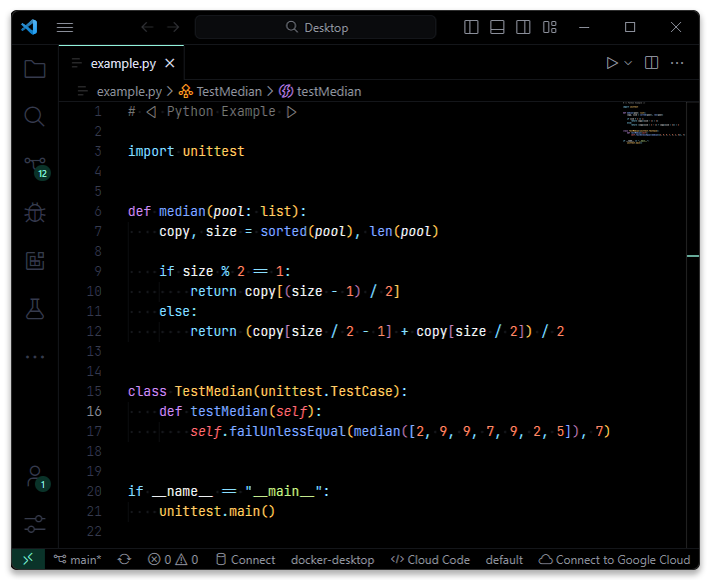 Desktop
example.py
example.py > TestMedian > testMedian
12
1
1 # ◁ Python Example ▷
2
3 import unittest
4
5
6 def median(pool: list):
7     copy, size = sorted(pool), len(pool)
8
9     if size % 2 == 1:
10         return copy[(size - 1) / 2]
11     else:
12         return (copy[size / 2 - 1] + copy[size / 2]) / 2
13
14
15 class TestMedian(unittest.TestCase):
16     def testMedian(self):
17         self.failUnlessEqual(median([2, 9, 9, 7, 9, 2, 5]), 7)
18
19
20 if __name__ == "__main__":
21     unittest.main()
22
main* 0 0 Connect docker-desktop Cloud Code default Connect to Google Cloud